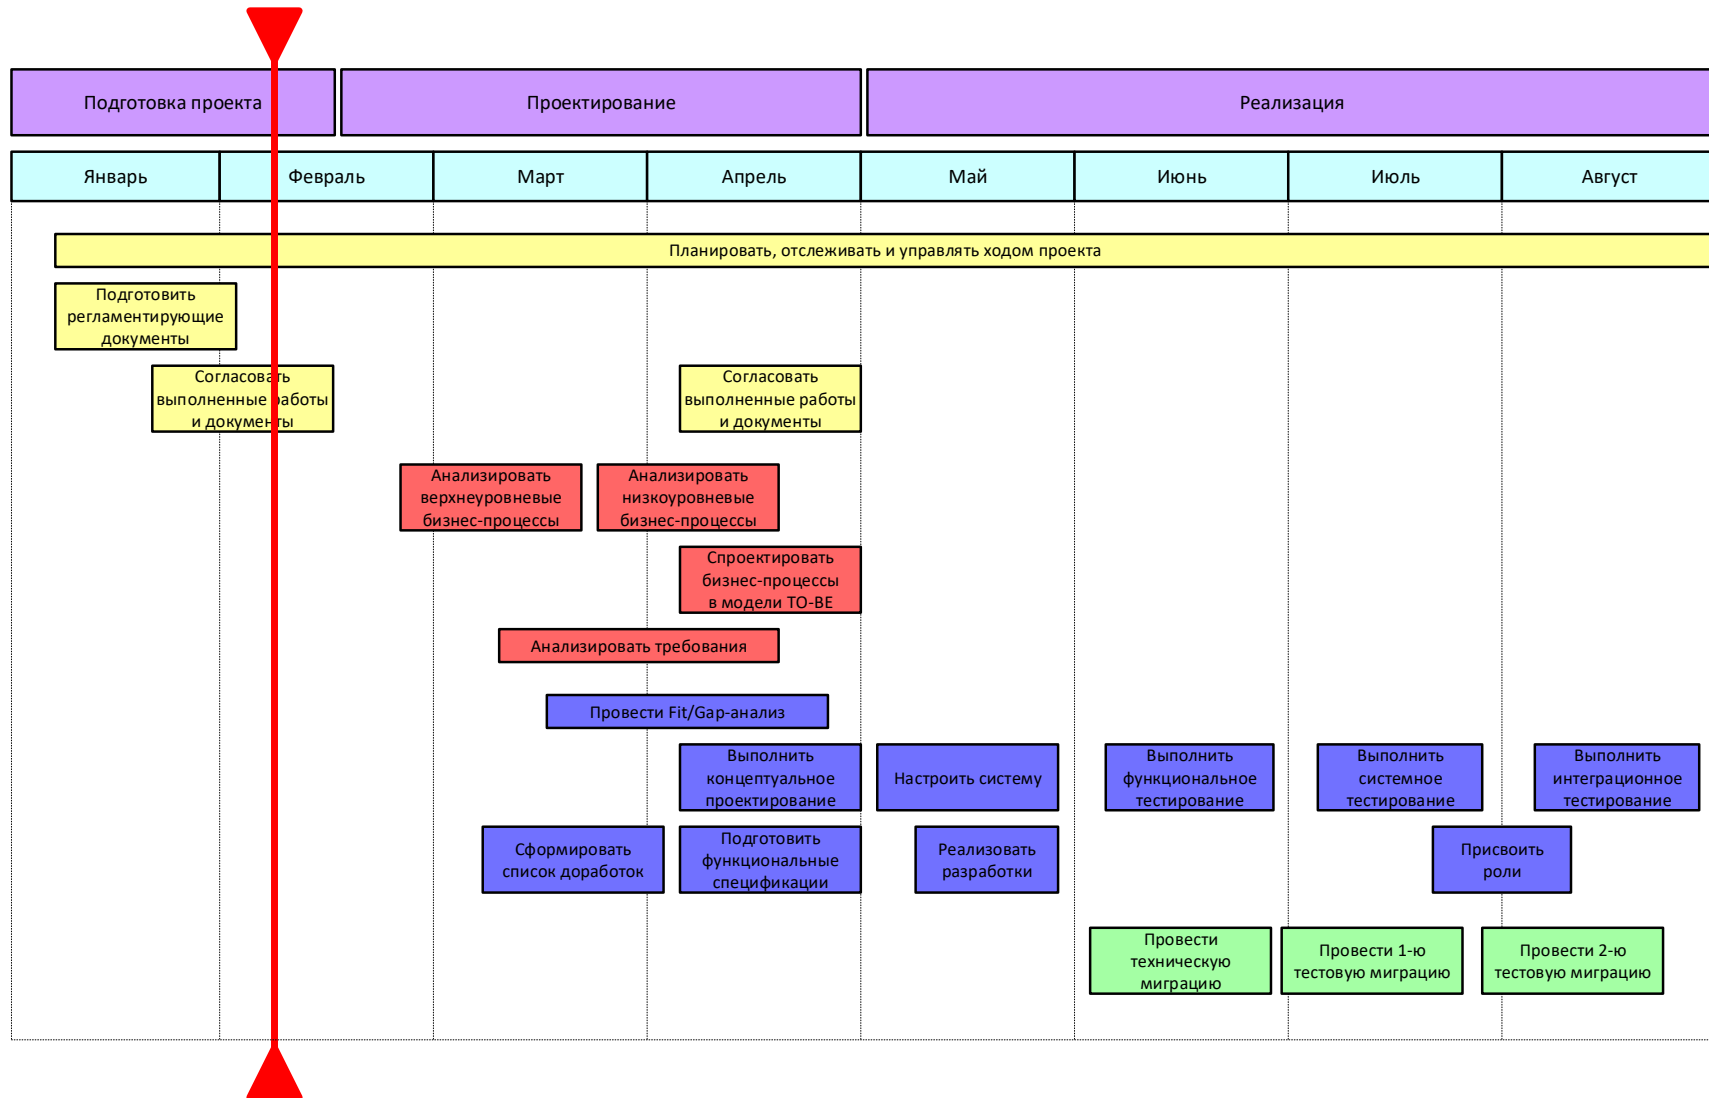 Подготовка проекта
Проектирование
Реализация
Январь
Февраль
Март
Апрель
Май
Июнь
Июль
Август
Планировать, отслеживать и управлять ходом проекта
Подготовить
регламентирующие
документы
Согласовать
выполненные работы
и документы
Согласовать
выполненные работы
и документы
Анализировать
верхнеуровневые
бизнес-процессы
Анализировать
низкоуровневые
бизнес-процессы
Спроектировать
бизнес-процессы
в модели TO-BE
Анализировать требования
Провести Fit/Gap-анализ
Выполнить
концептуальное
проектирование
Настроить систему
Выполнить
функциональное
тестирование
Выполнить
системное
тестирование
Выполнить
интеграционное
тестирование
Сформировать
список доработок
Подготовить
функциональные
спецификации
Реализовать
разработки
Присвоить
роли
Провести
техническую
миграцию
Провести 1-ю
тестовую миграцию
Провести 2-ю
тестовую миграцию